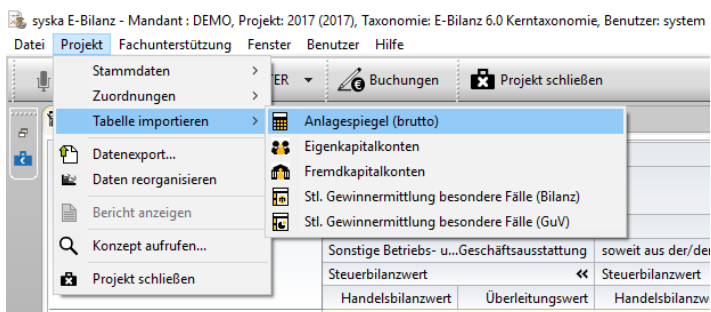 syska E-Bilanz - Mandant : DEMO, Projekt: 2017 (2017), Taxonomie: E-Bilanz 6.0 Kerntaxonomie, Benutzer: system
Datei Projekt Fachunterstützung Fenster Benutzer Hilfe
Stammdaten
ER Buchungen Projekt schließen
Zuordnungen
Tabelle importieren
Anlagespiegel (brutto)
Eigenkapitalkonten
Datenexport...
Fremdkapitalkonten
Daten reorganisieren
Stl. Gewinnermittlung besondere Fälle (Bilanz)
Bericht anzeigen
Stl. Gewinnermittlung besondere Fälle (GuV)
Konzept aufrufen...
Sonstige Betriebs- u...Geschäftsausstattung soweit aus der/der
Projekt schließen
Steuerbilanzwert « Steuerbilanzwert
Handelsbilanzwert Überleitungswert Handelsbilanzw